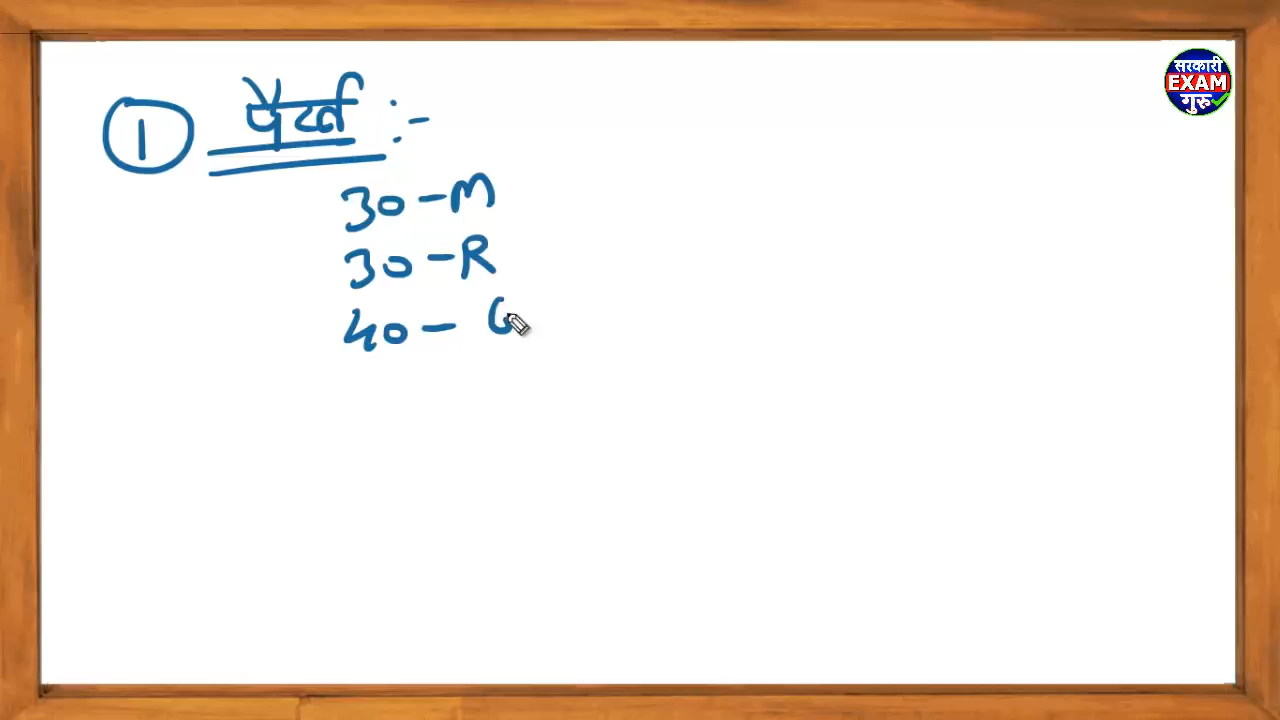 ① पैटर्न :-
30 - M
30 - R
40 - G
सरकारी
EXAM
गुरु